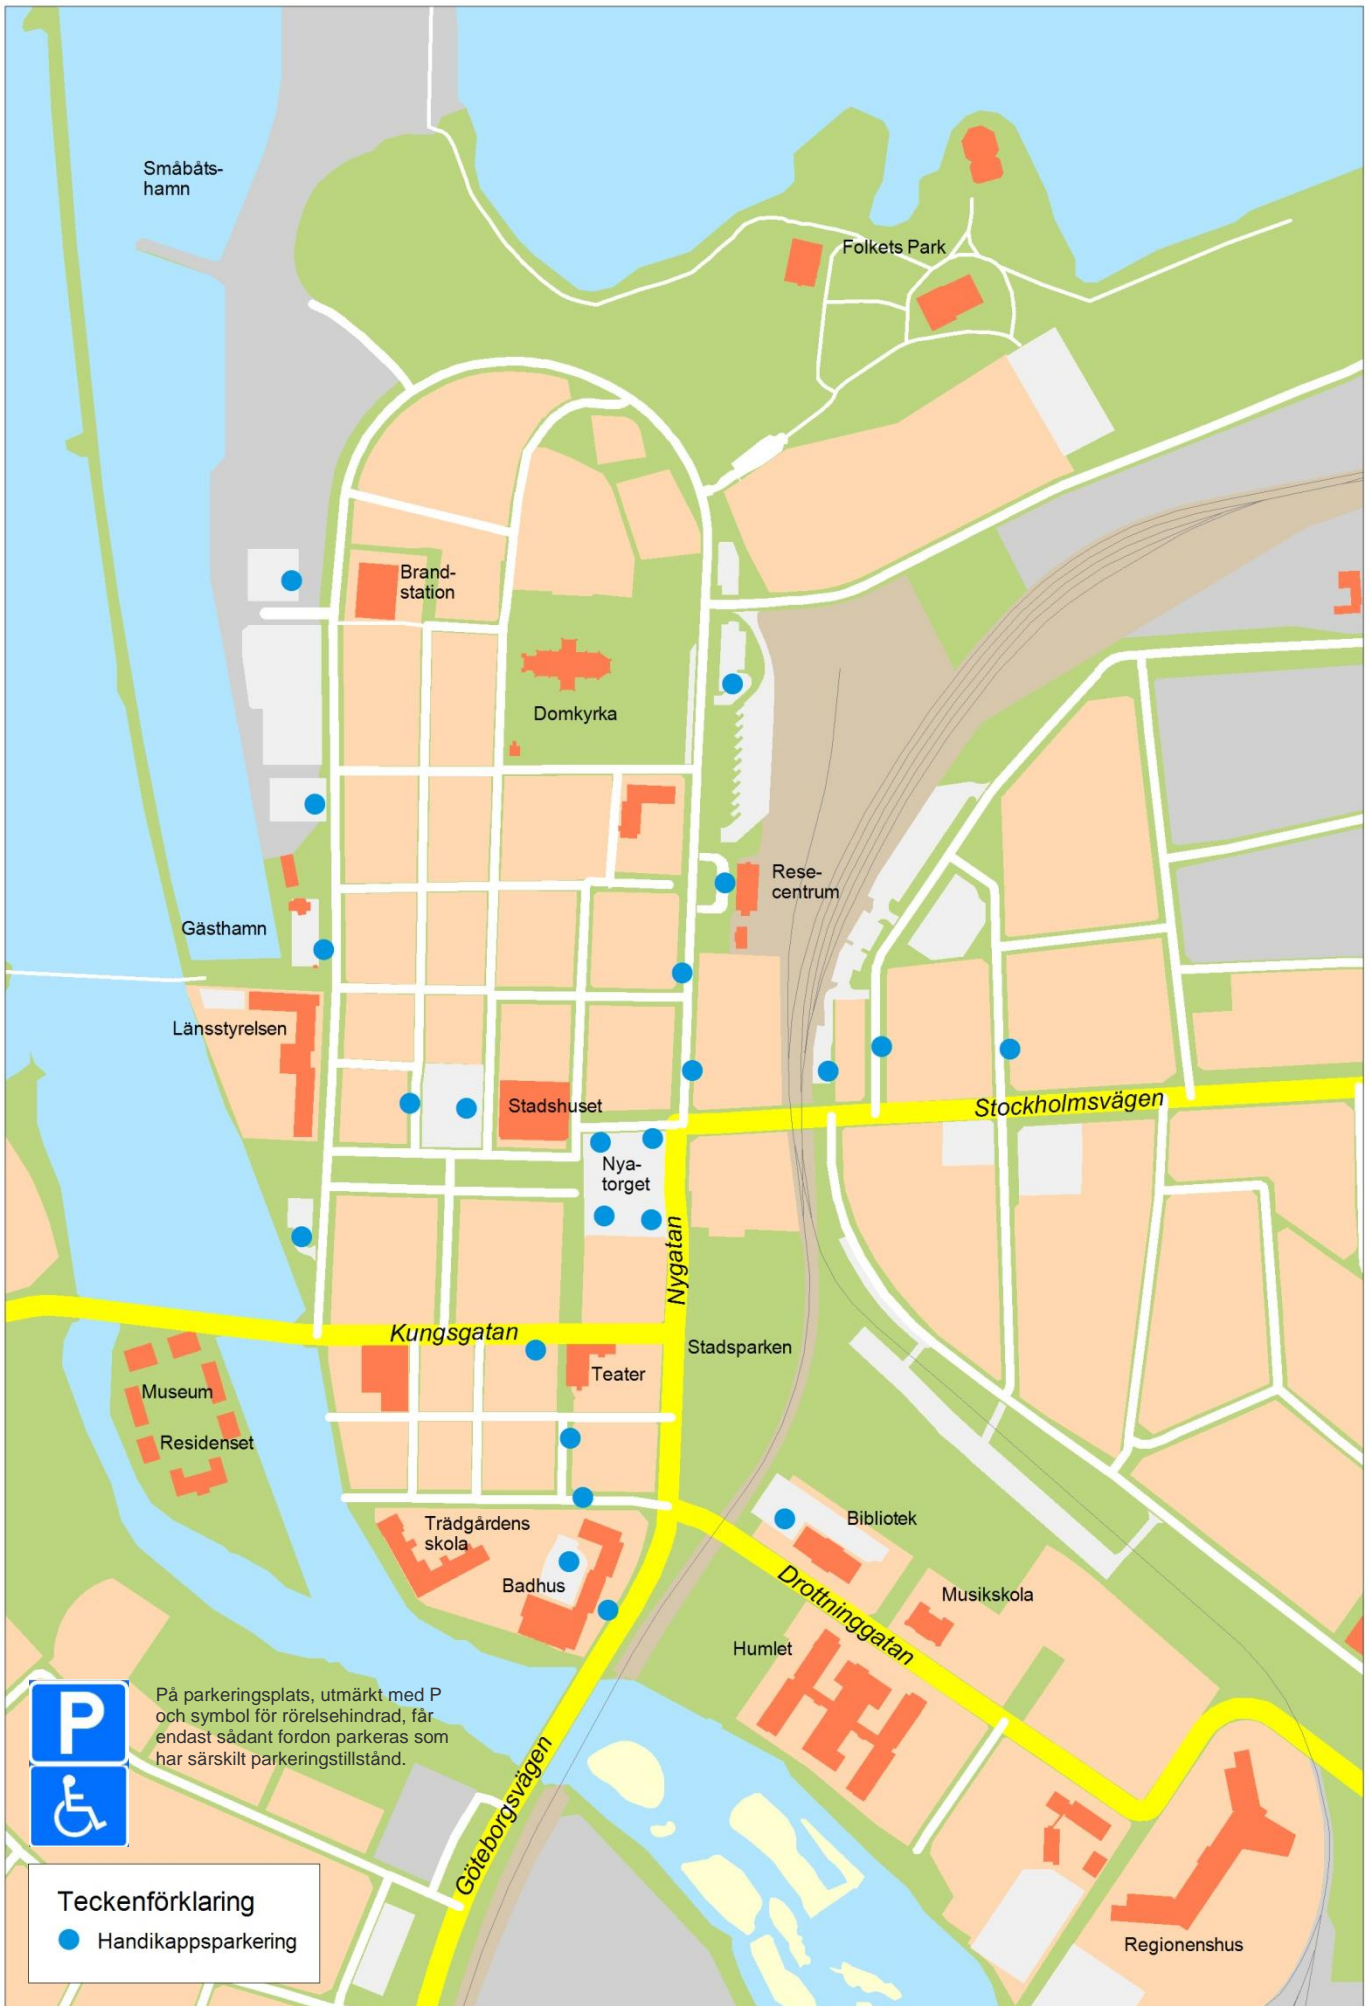 Småbåts-
hamn
Folkets Park
Brand-
station
Domkyrka
Rese-
centrum
Gästhamn
Länsstyrelsen
Stadshuset
Stockholmsvägen
Nya-
torget
Nygatan
Kungsgatan
Stadsparken
Teater
Museum
Residenset
Trädgårdens
skola
Bibliotek
Badhus
Musikskola
Drottninggatan
Humlet
P
På parkeringsplats, utmärkt med P
och symbol för rörelsehindrad, får
endast sådant fordon parkeras som
har särskilt parkeringstillstånd.
Göteborgsvägen
Teckenförklaring
Handikappsparkering
Regionenshus